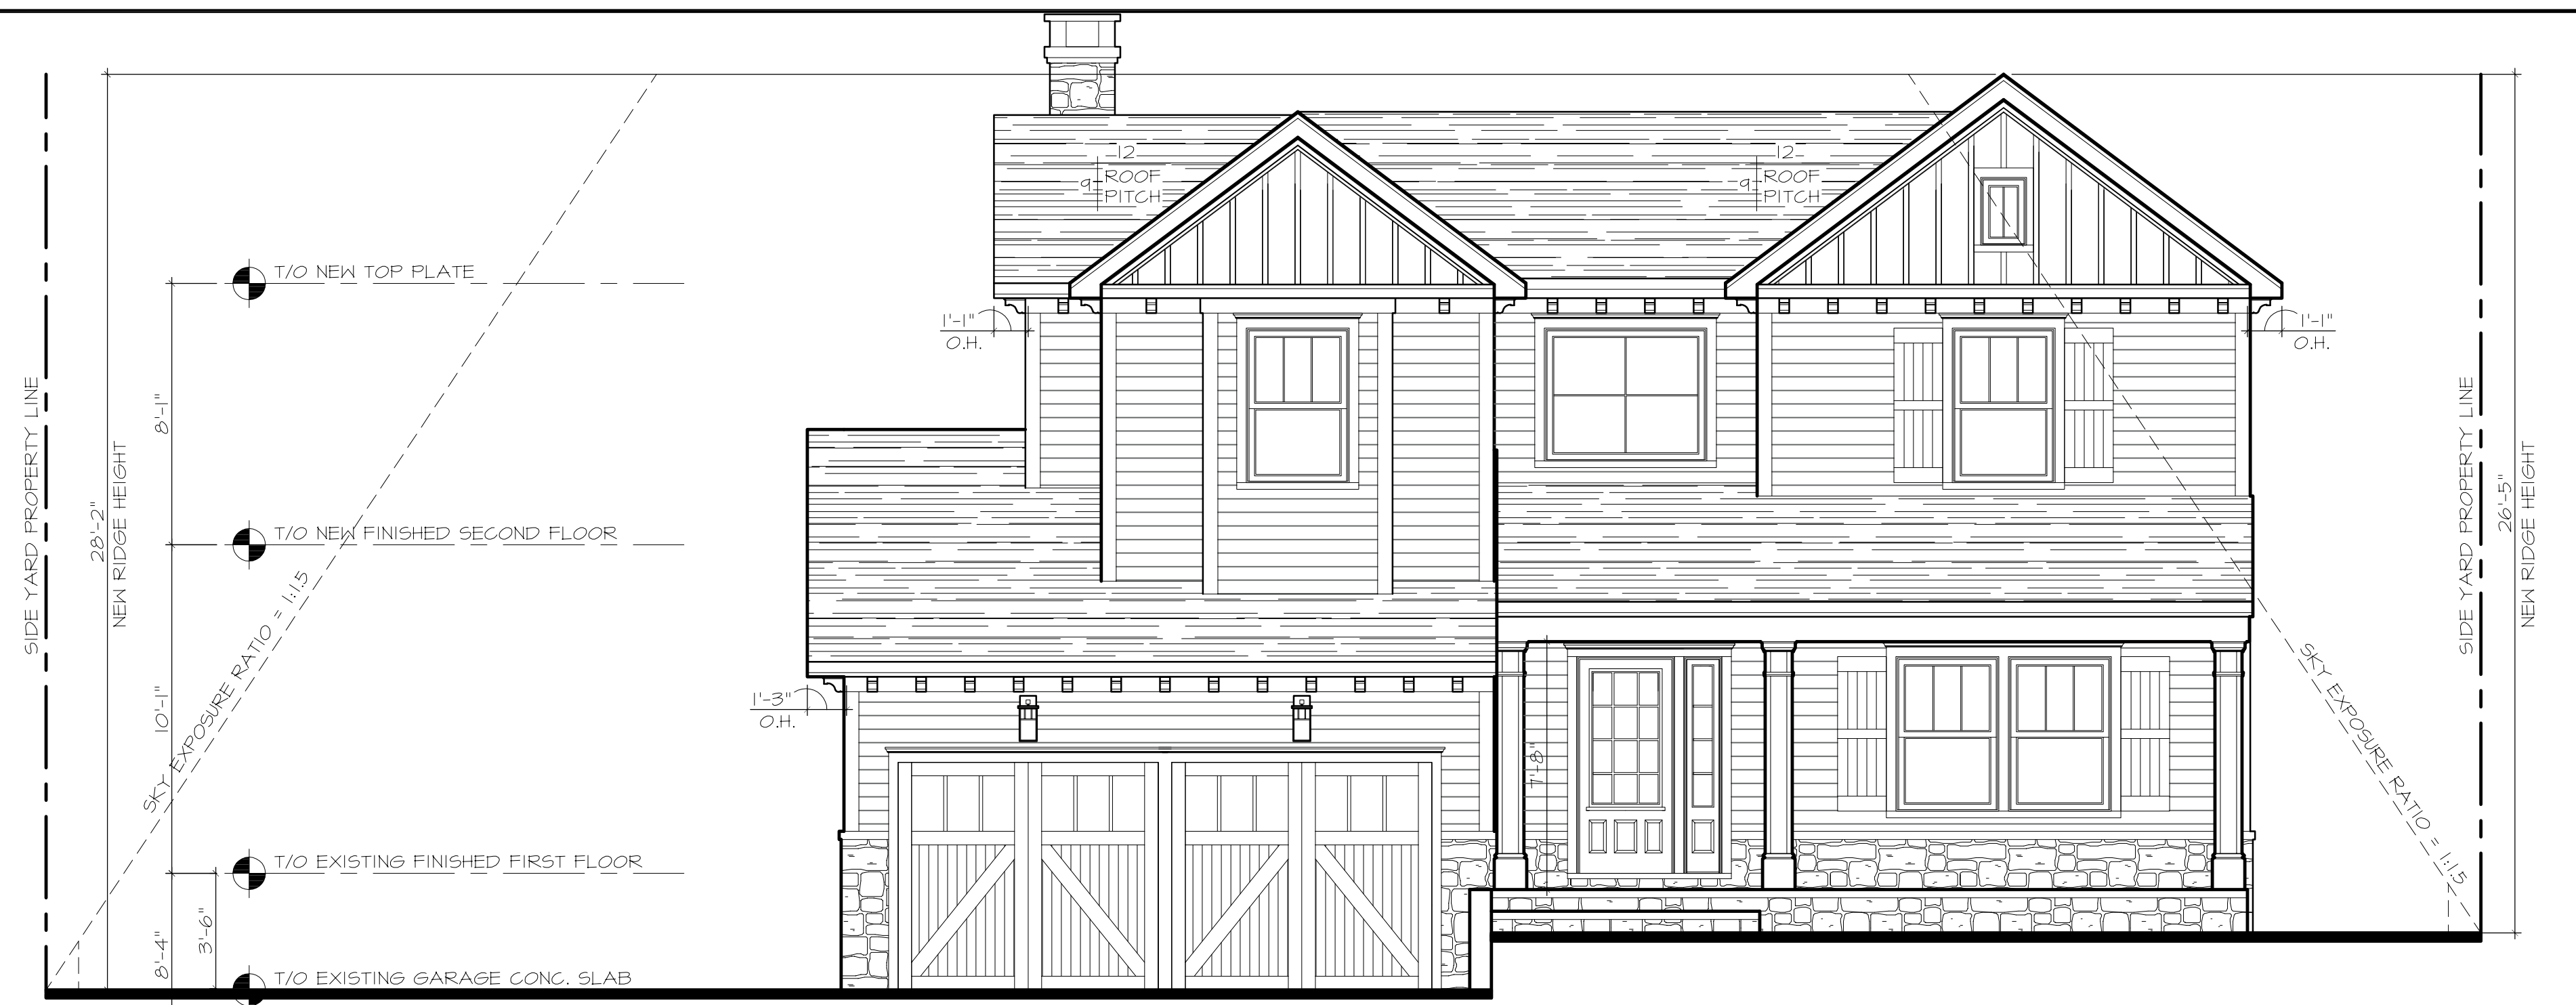 12
9
ROOF
PITCH
12
9
ROOF
PITCH
T/O NEW TOP PLATE
1'-1"
O.H.
1'-1"
O.H.
SIDE YARD PROPERTY LINE
28'-2"
NEW RIDGE HEIGHT
8'-1"
SIDE YARD PROPERTY LINE
26'-5"
NEW RIDGE HEIGHT
T/O NEW FINISHED SECOND FLOOR
SKY EXPOSURE RATIO = 1:1.5
10'-1"
1'-3"
O.H.
7'-8"
SKY EXPOSURE RATIO = 1:1.5
T/O EXISTING FINISHED FIRST FLOOR
3'-6"
8'-4"
T/O EXISTING GARAGE CONC. SLAB